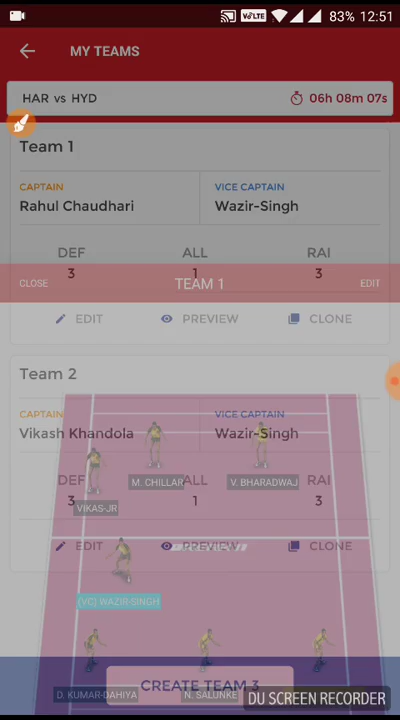 VOLTE 83% 12:51
MY TEAMS
HAR vs HYD 06h 08m 07s
Team 1
CAPTAIN VICE CAPTAIN
Rahul Chaudhari Wazir-Singh
DEF ALL RAI
3 1 3
CLOSE TEAM 1 EDIT
EDIT PREVIEW CLONE
Team 2
CAPTAIN VICE CAPTAIN
Vikash Khandola Wazir-Singh
M. CHILLAR V. BHARADWAJ
DEF ALL RAI
3 1 3
VIKAS-JR
EDIT PREVIEW CLONE
(VC) WAZIR-SINGH
CREATE TEAM 3
D. KUMAR-DAHIYA N. SALUNKE
DU SCREEN RECORDER